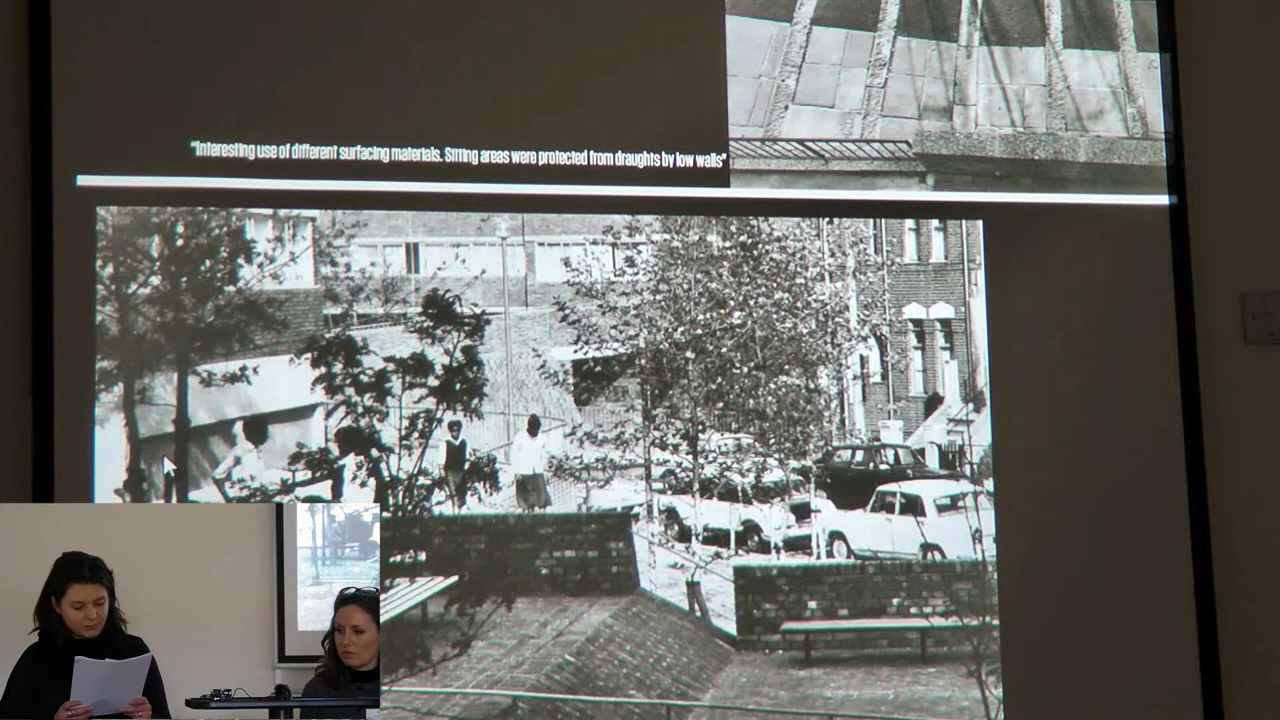 "Interesting use of different surfacing materials. Sitting areas were protected from draughts by low walls"